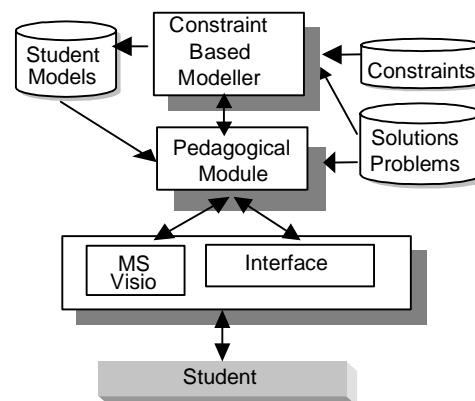 Student
Models
Constraint
Based
Modeller
Constraints
Solutions
Problems
Pedagogical
Module
MS
Visio
Interface
Student